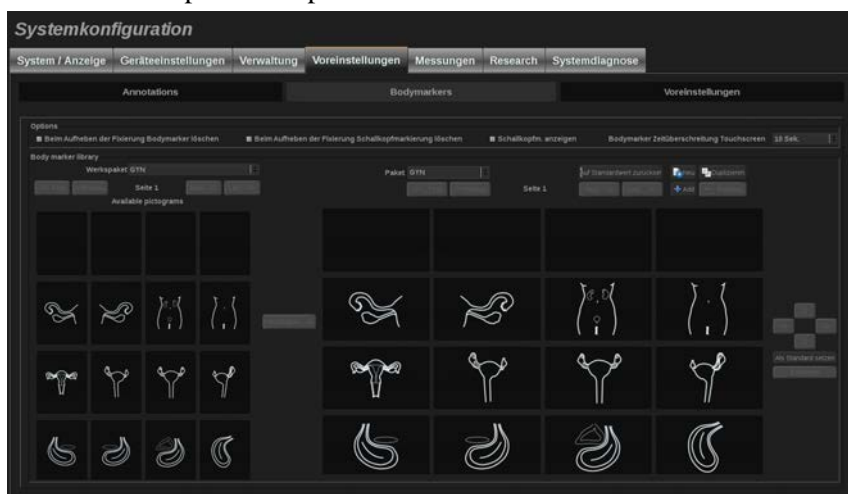 Systemkonfiguration
System / Anzeige Geräteeinstellungen Verwaltung Voreinstellungen Messungen Research Systemdiagnose
Annotations Bodymarkers Voreinstellungen
Options
Beim Aufheben der Fixierung Bodymarker löschen Beim Aufheben der Fixierung Schallkopfmarkierung löschen Schallkopfm. anzeigen Bodymarker Zeitüberschreitung Touchscreen 10 Sek.
Body marker library
Werkspaket GYN Paket GYN uf Standardwert zurückset Neu Duplizieren
Seite 1 Seite 1 Add
Available pictograms
Als Standard setzen